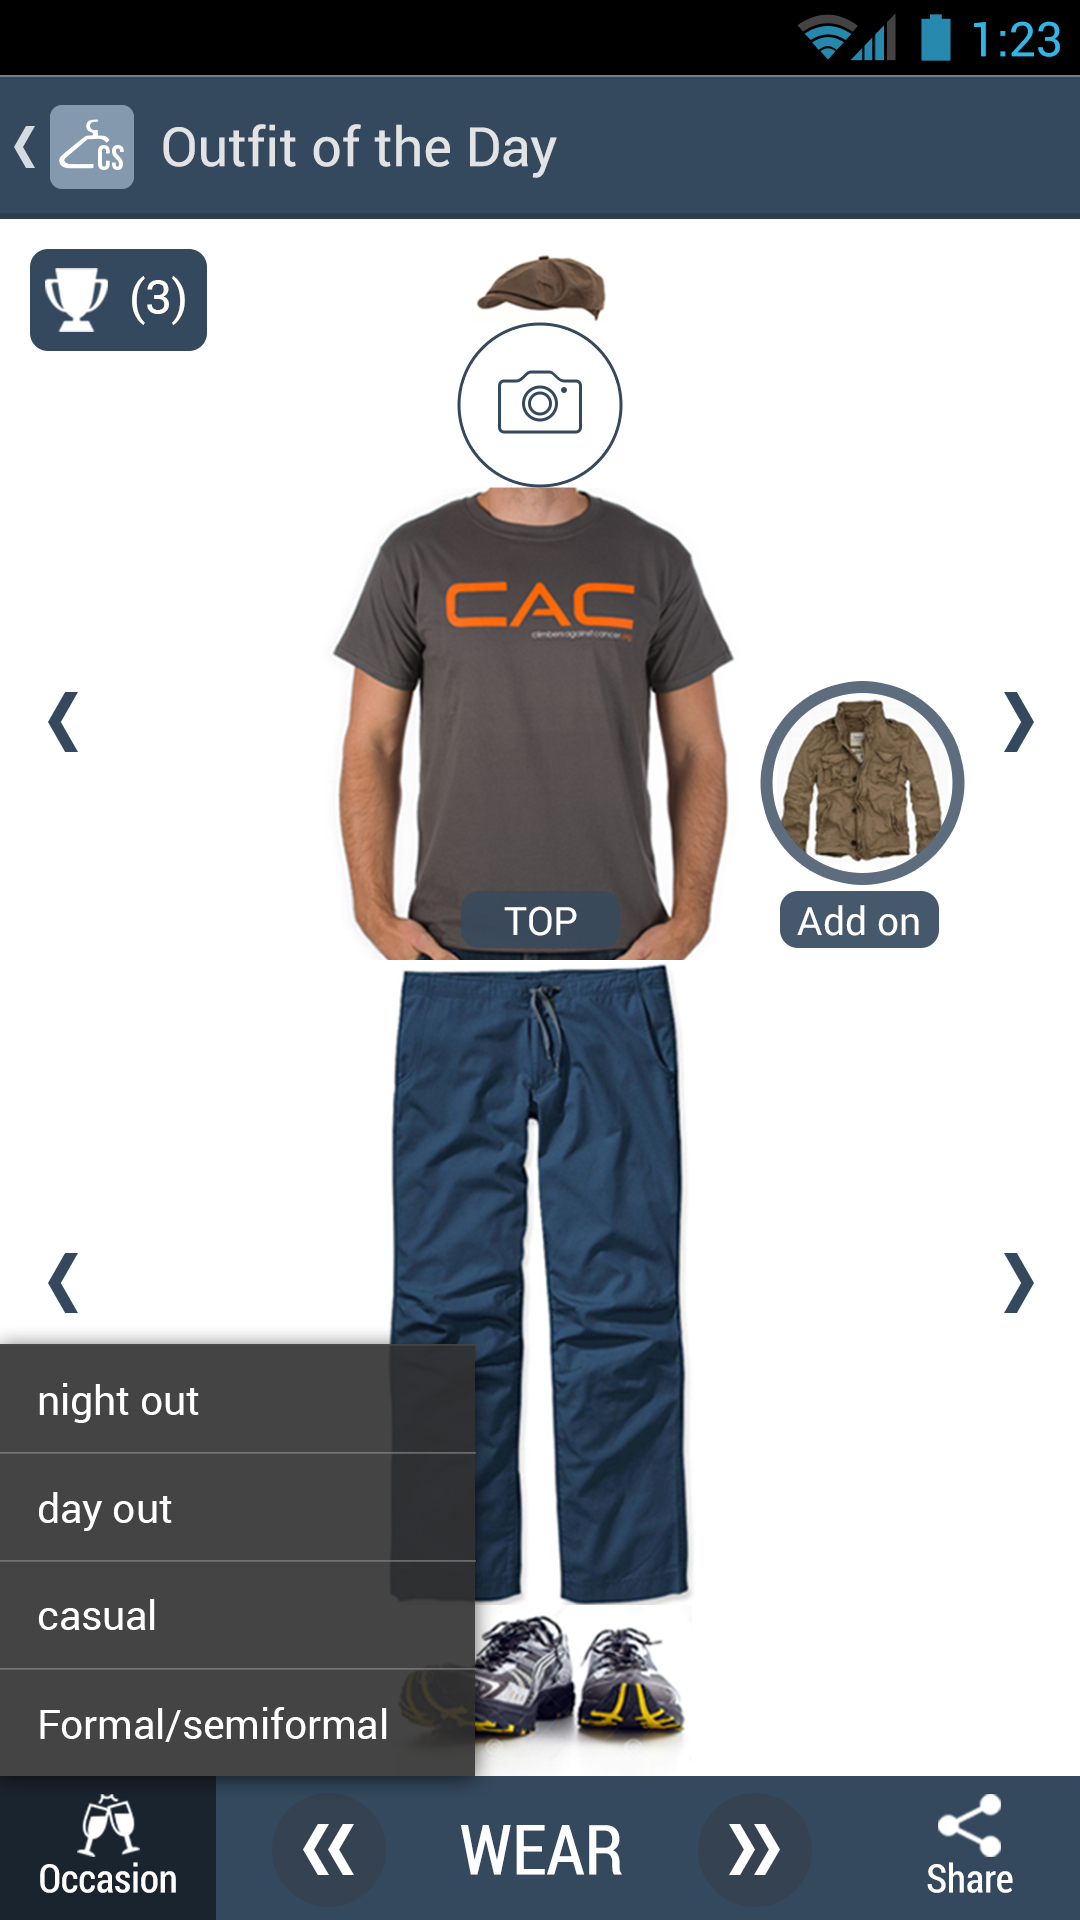 1:23
CS
Outfit of the Day
(3)
CAC
climbersagainstcancer.org
TOP
Add on
night out
day out
casual
Formal/semiformal
Occasion
WEAR
Share